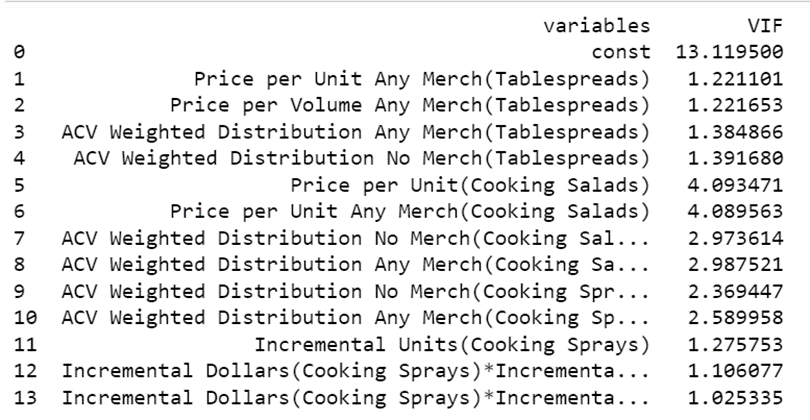 variables VIF
0 const 13.119500
1 Price per Unit Any Merch(Tablespreads) 1.221101
2 Price per Volume Any Merch(Tablespreads) 1.221653
3 ACV Weighted Distribution Any Merch(Tablespreads) 1.384866
4 ACV Weighted Distribution No Merch(Tablespreads) 1.391680
5 Price per Unit(Cooking Salads) 4.093471
6 Price per Unit Any Merch(Cooking Salads) 4.089563
7 ACV Weighted Distribution No Merch(Cooking Sal... 2.973614
8 ACV Weighted Distribution Any Merch(Cooking Sa... 2.987521
9 ACV Weighted Distribution No Merch(Cooking Spr... 2.369447
10 ACV Weighted Distribution Any Merch(Cooking Sp... 2.589958
11 Incremental Units(Cooking Sprays) 1.275753
12 Incremental Dollars(Cooking Sprays)*Incrementa... 1.106077
13 Incremental Dollars(Cooking Sprays)*Incrementa... 1.025335